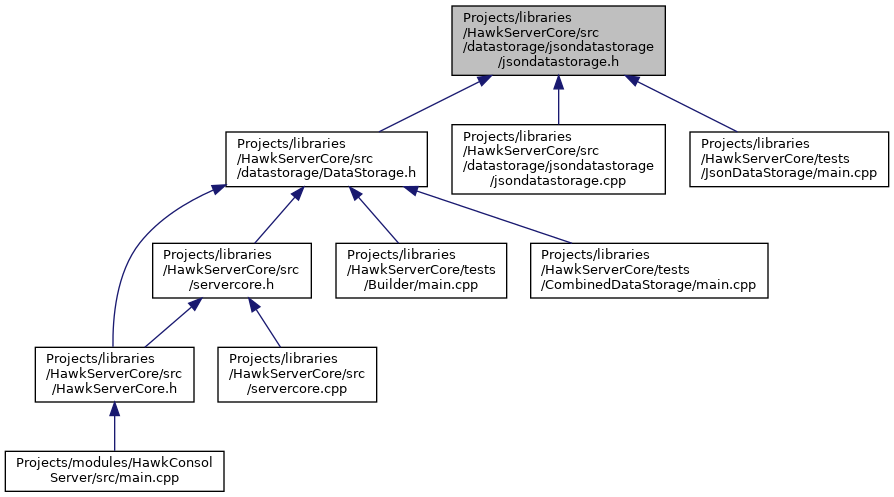 Projects/libraries
/HawkServerCore/src
/datastorage/jsondatastorage
/jsondatastorage.h
Projects/libraries
/HawkServerCore/src
/datastorage/DataStorage.h
Projects/libraries
/HawkServerCore/src
/datastorage/jsondatastorage
/jsondatastorage.cpp
Projects/libraries
/HawkServerCore/tests
/JsonDataStorage/main.cpp
Projects/libraries
/HawkServerCore/src
/servercore.h
Projects/libraries
/HawkServerCore/tests
/Builder/main.cpp
Projects/libraries
/HawkServerCore/tests
/CombinedDataStorage/main.cpp
Projects/libraries
/HawkServerCore/src
/HawkServerCore.h
Projects/libraries
/HawkServerCore/src
/servercore.cpp
Projects/modules/HawkConsol
Server/src/main.cpp